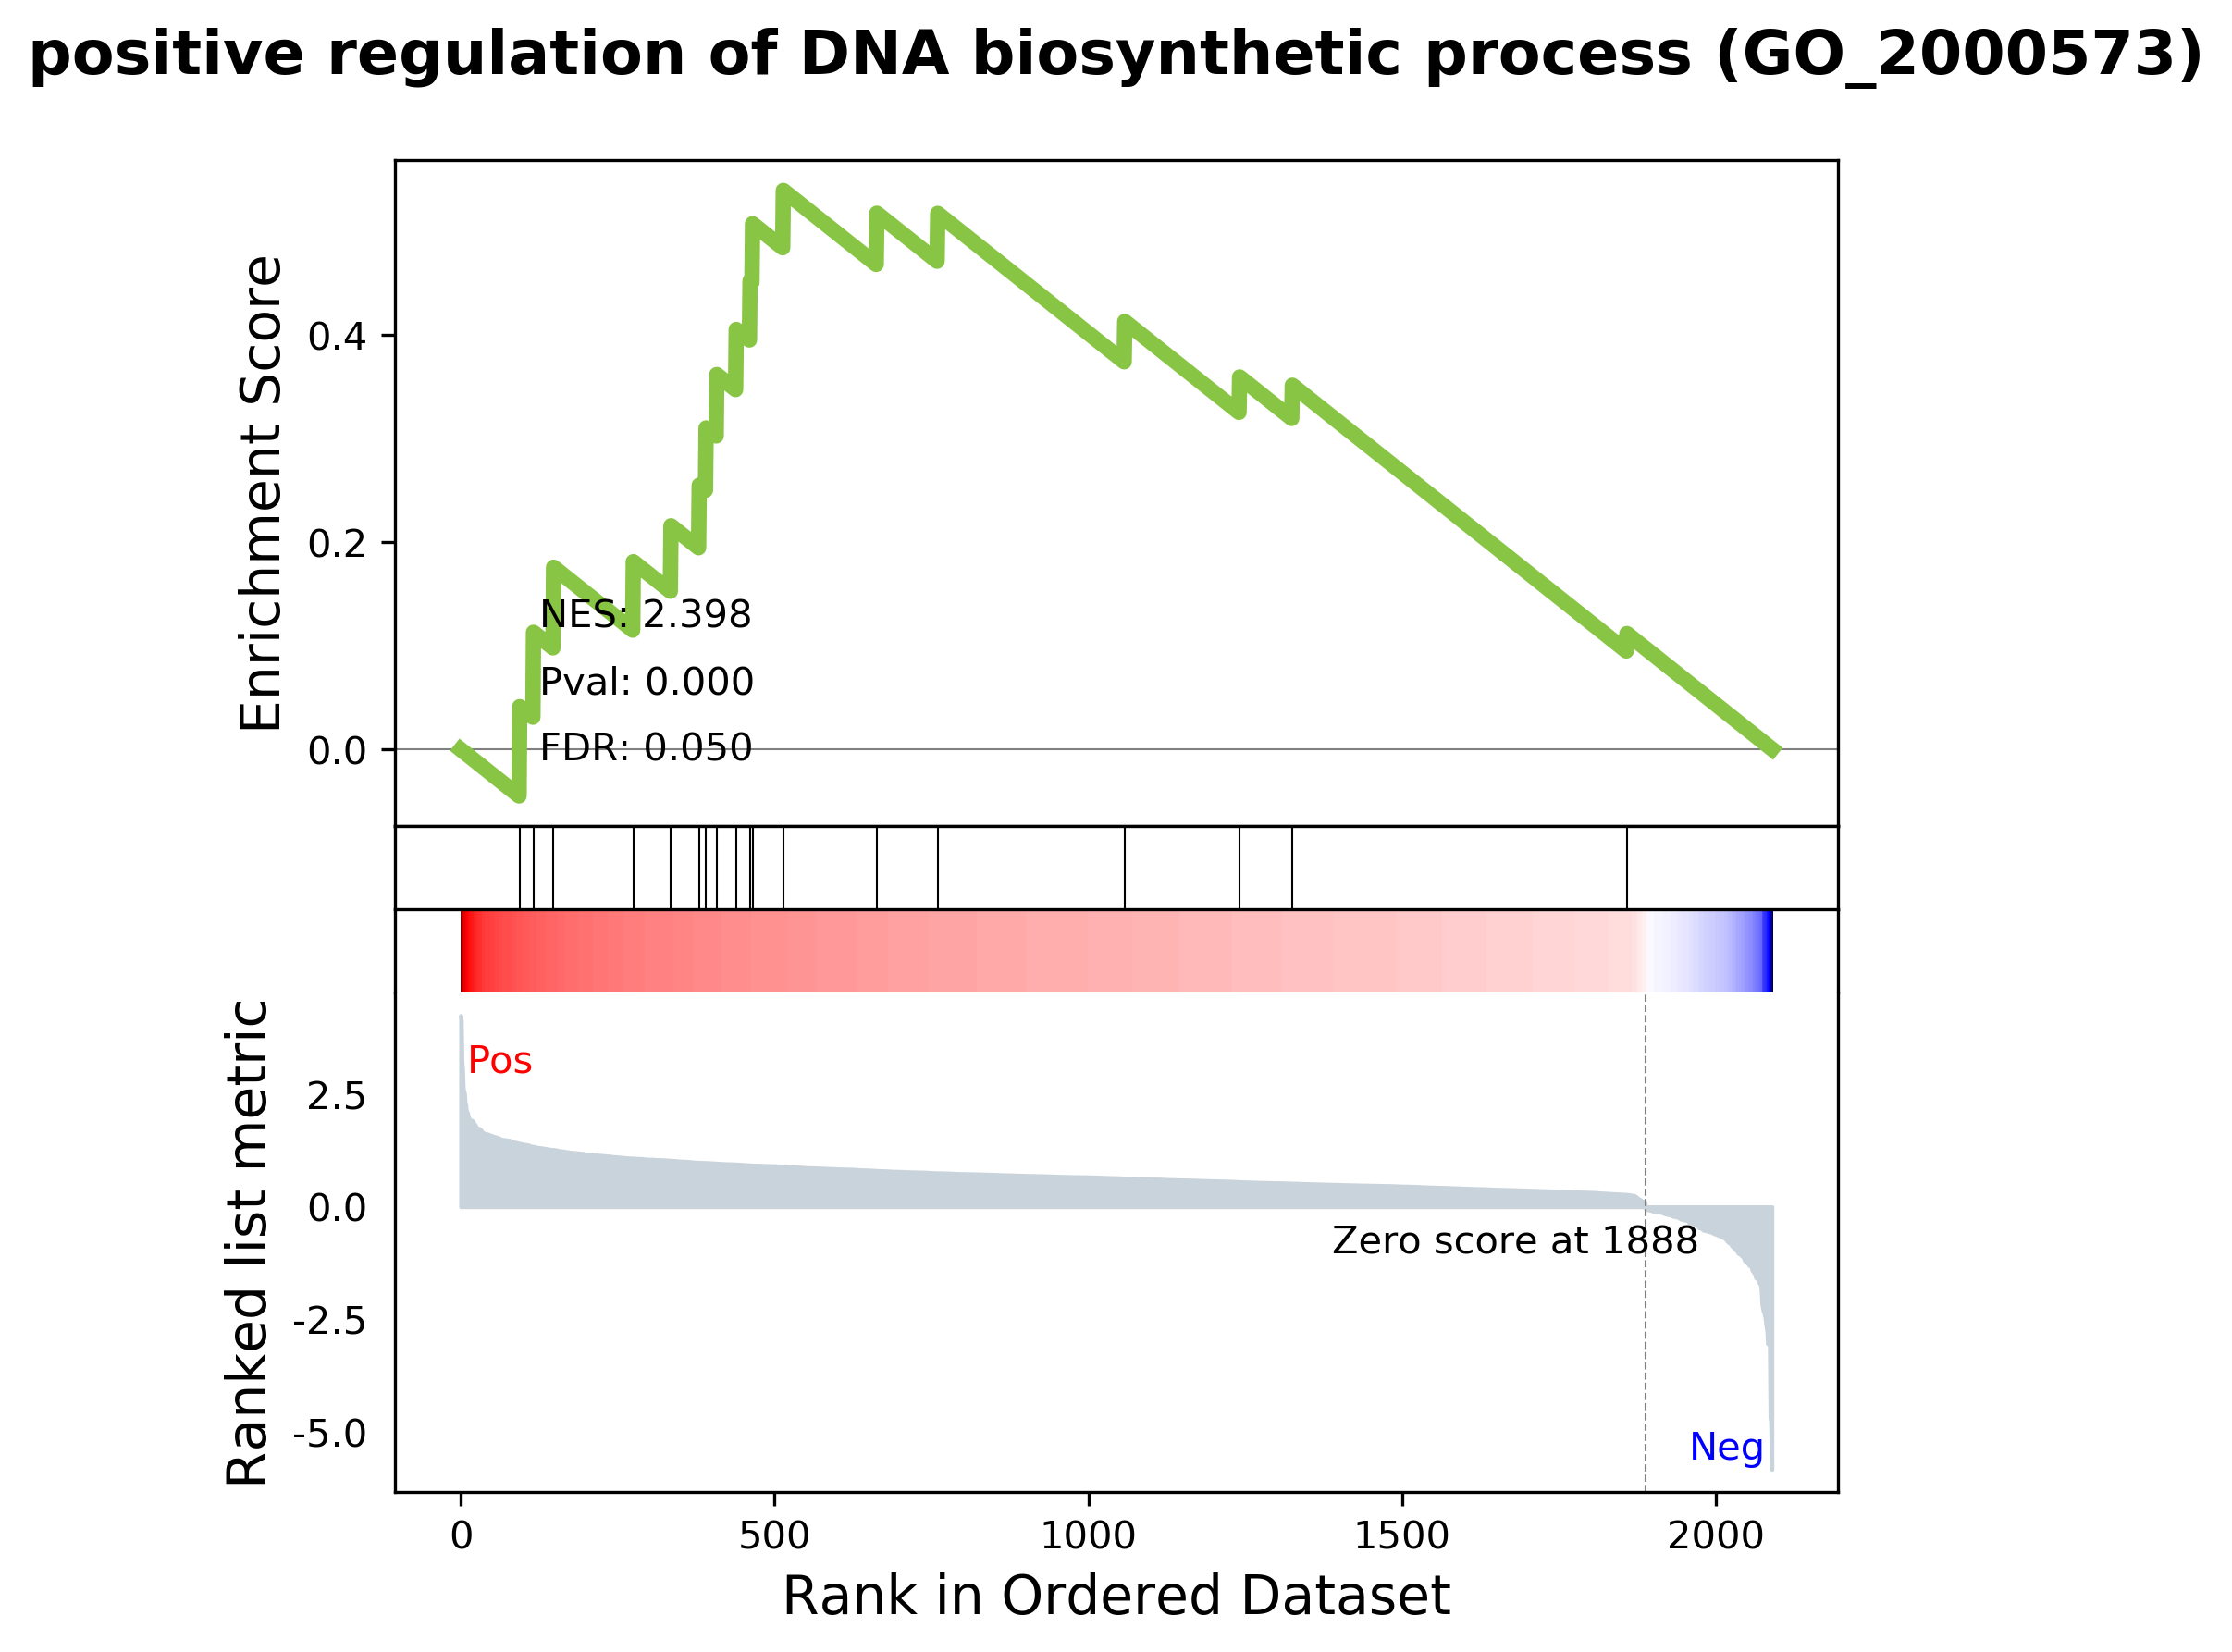 positive regulation of DNA biosynthetic process (GO_2000573)
Enrichment Score
0.4
0.2
0.0
NES: 2.398
Pval: 0.000
FDR: 0.050
Ranked list metric
2.5
0.0
-2.5
-5.0
Pos
Zero score at 1888
Neg
0 500 1000 1500 2000
Rank in Ordered Dataset